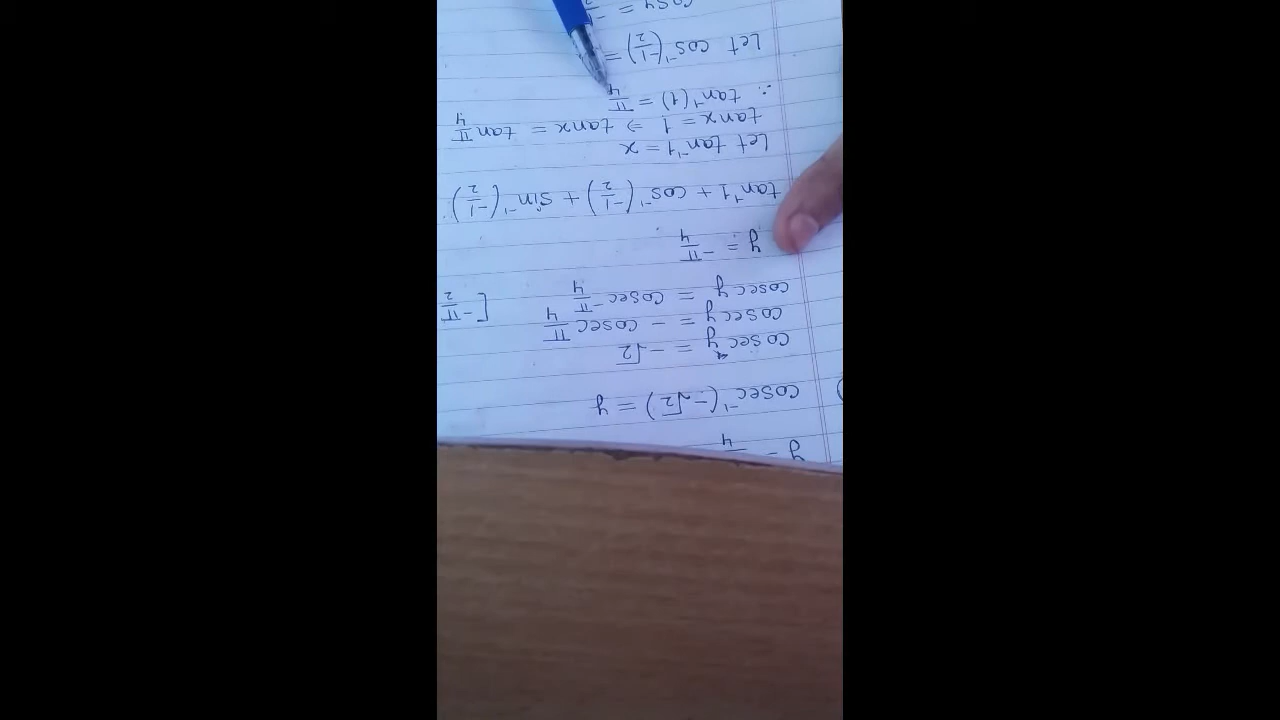 cosec⁻¹(-√2) = y
cosec y = -√2
cosec y = - cosec π/4
cosec y = cosec -π/4 [-π/2
y = -π/4
tan⁻¹1 + cos⁻¹(-1/2) + sin⁻¹(-1/2)
Let tan⁻¹1 = x
tan x = 1 ⇒ tan x = tan π/4
∴ tan⁻¹(1) = π/4
Let cos⁻¹(-1/2) =
cos y =